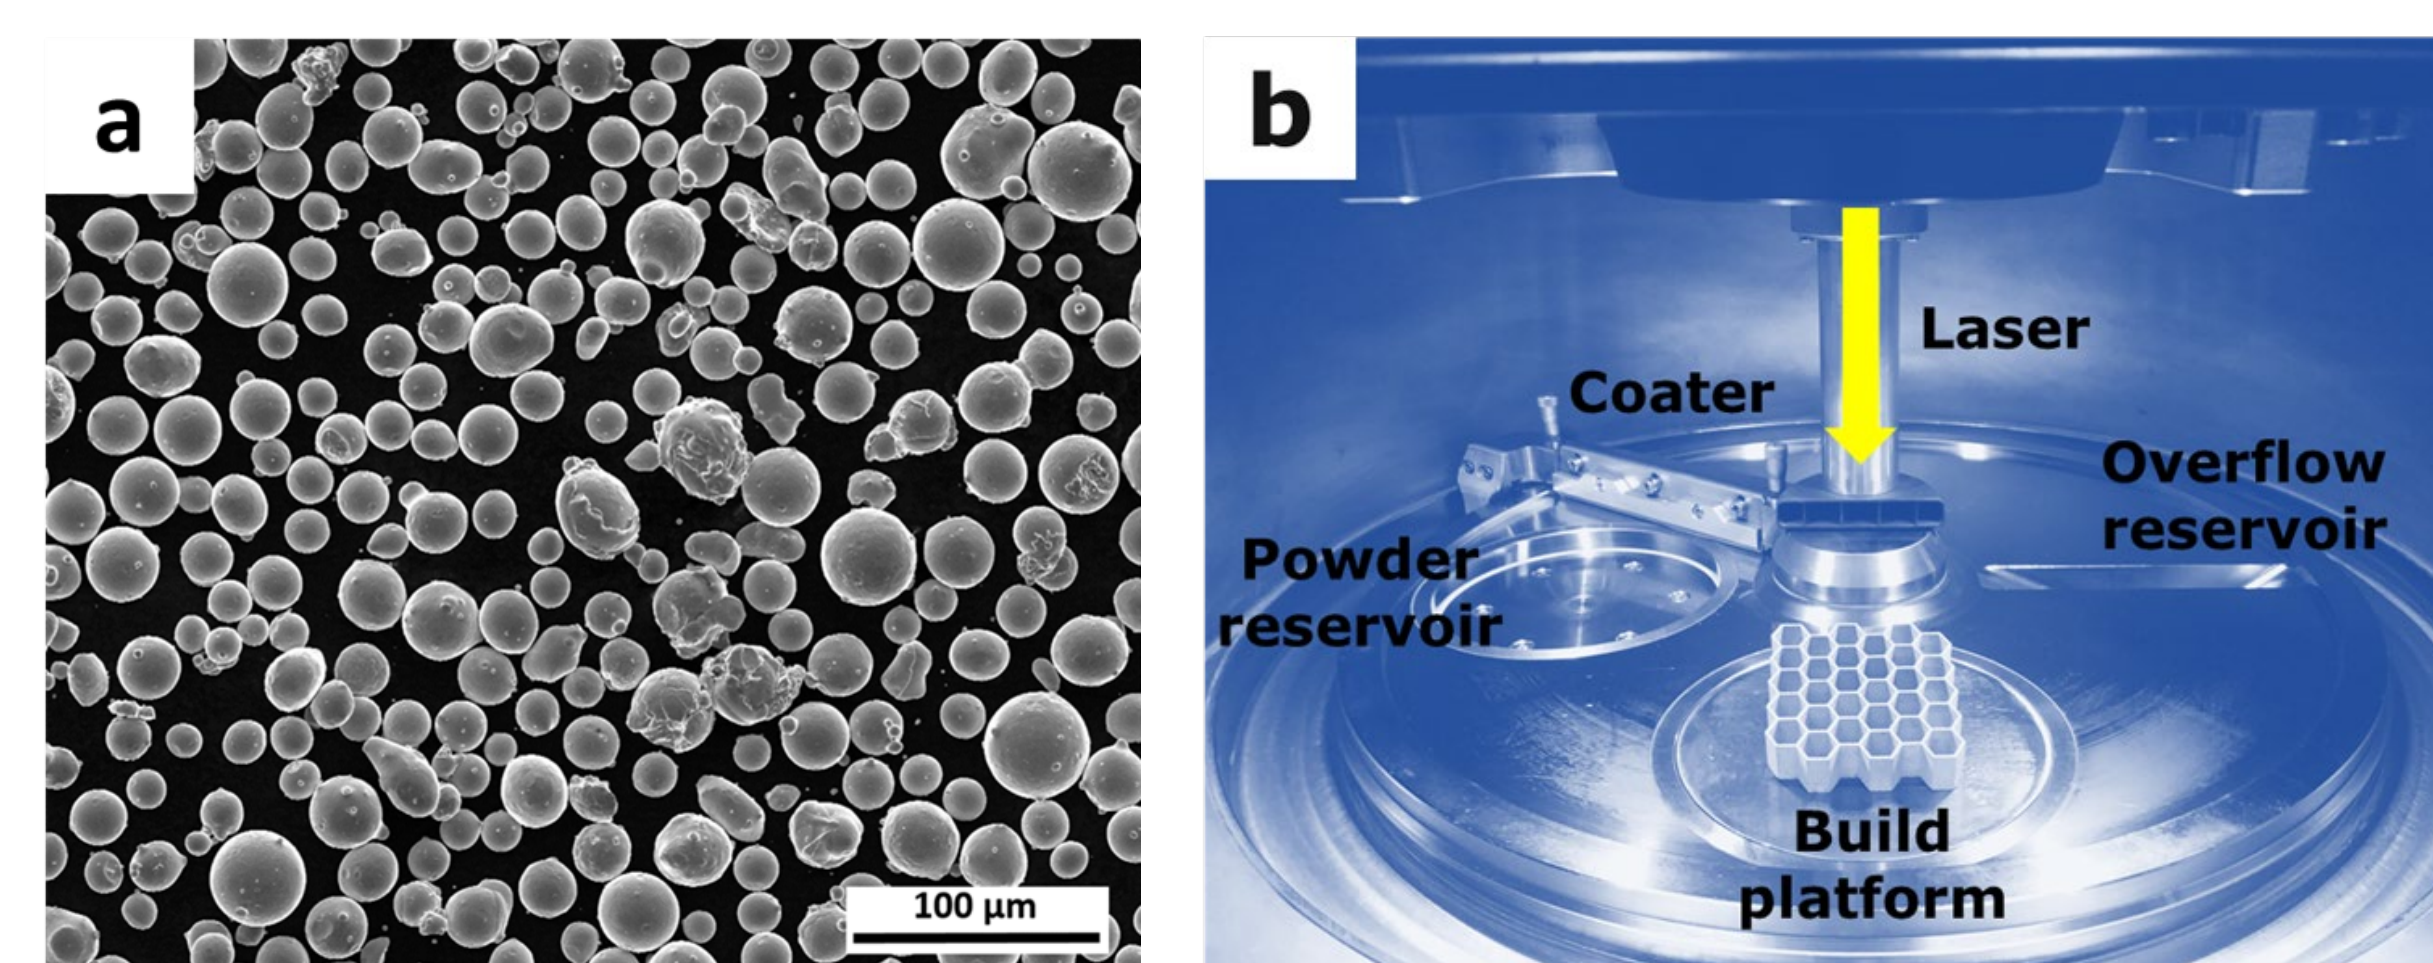 a
100 µm
b
Laser
Coater
Overflow
reservoir
Powder
reservoir
Build
platform